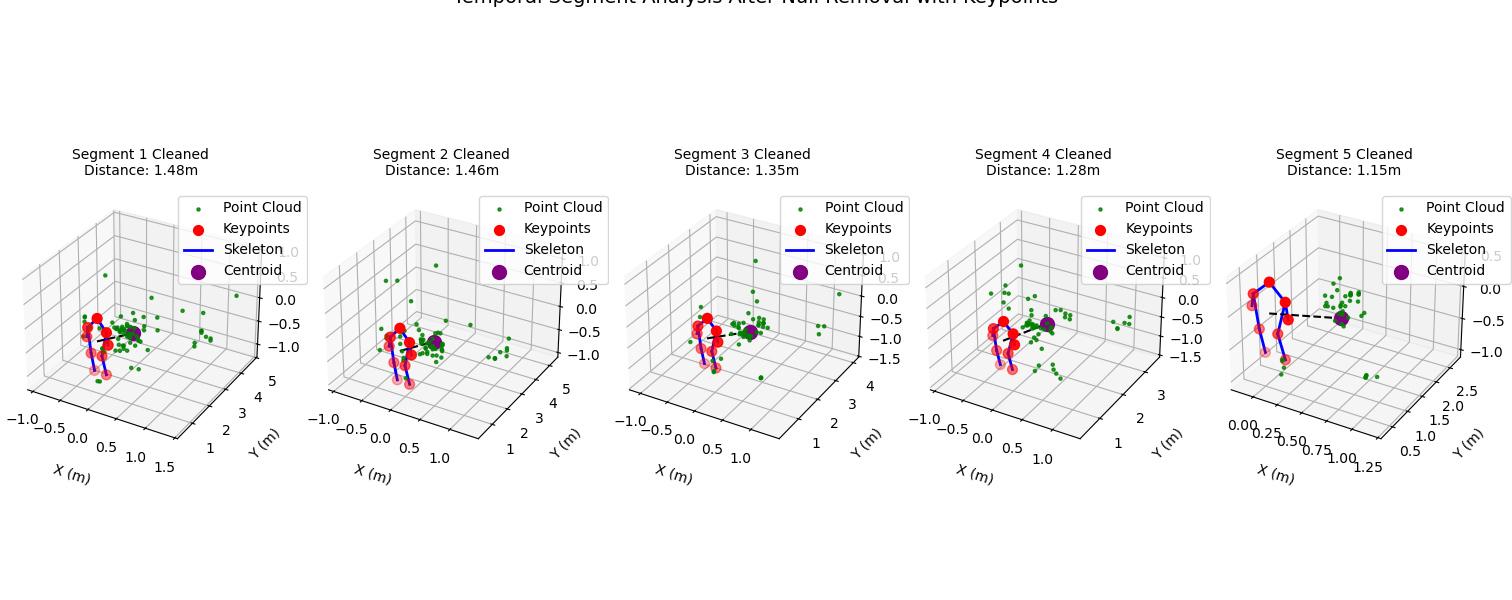 Temporal Segment Analysis After Null Removal with Keypoints
Segment 1 Cleaned
Distance: 1.48m
Point Cloud
Keypoints
Skeleton
Centroid
1.0
0.5
0.0
−0.5
−1.0
−1.0
−0.5
0.0
0.5
1.0
1.5
X (m)
1
2
3
4
5
Y (m)
Segment 2 Cleaned
Distance: 1.46m
Point Cloud
Keypoints
Skeleton
Centroid
1.0
0.5
0.0
−0.5
−1.0
−1.0
−0.5
0.0
0.5
1.0
X (m)
1
2
3
4
5
Y (m)
Segment 3 Cleaned
Distance: 1.35m
Point Cloud
Keypoints
Skeleton
Centroid
1.0
0.5
0.0
−0.5
−1.0
−1.5
−1.0
−0.5
0.0
0.5
1.0
X (m)
1
2
3
4
Y (m)
Segment 4 Cleaned
Distance: 1.28m
Point Cloud
Keypoints
Skeleton
Centroid
1.0
0.5
0.0
−0.5
−1.0
−1.5
−1.0
−0.5
0.0
0.5
1.0
X (m)
1
2
3
Y (m)
Segment 5 Cleaned
Distance: 1.15m
Point Cloud
Keypoints
Skeleton
Centroid
0.5
0.0
−0.5
−1.0
0.00
0.25
0.50
0.75
1.00
1.25
X (m)
0.5
1.0
1.5
2.0
2.5
Y (m)